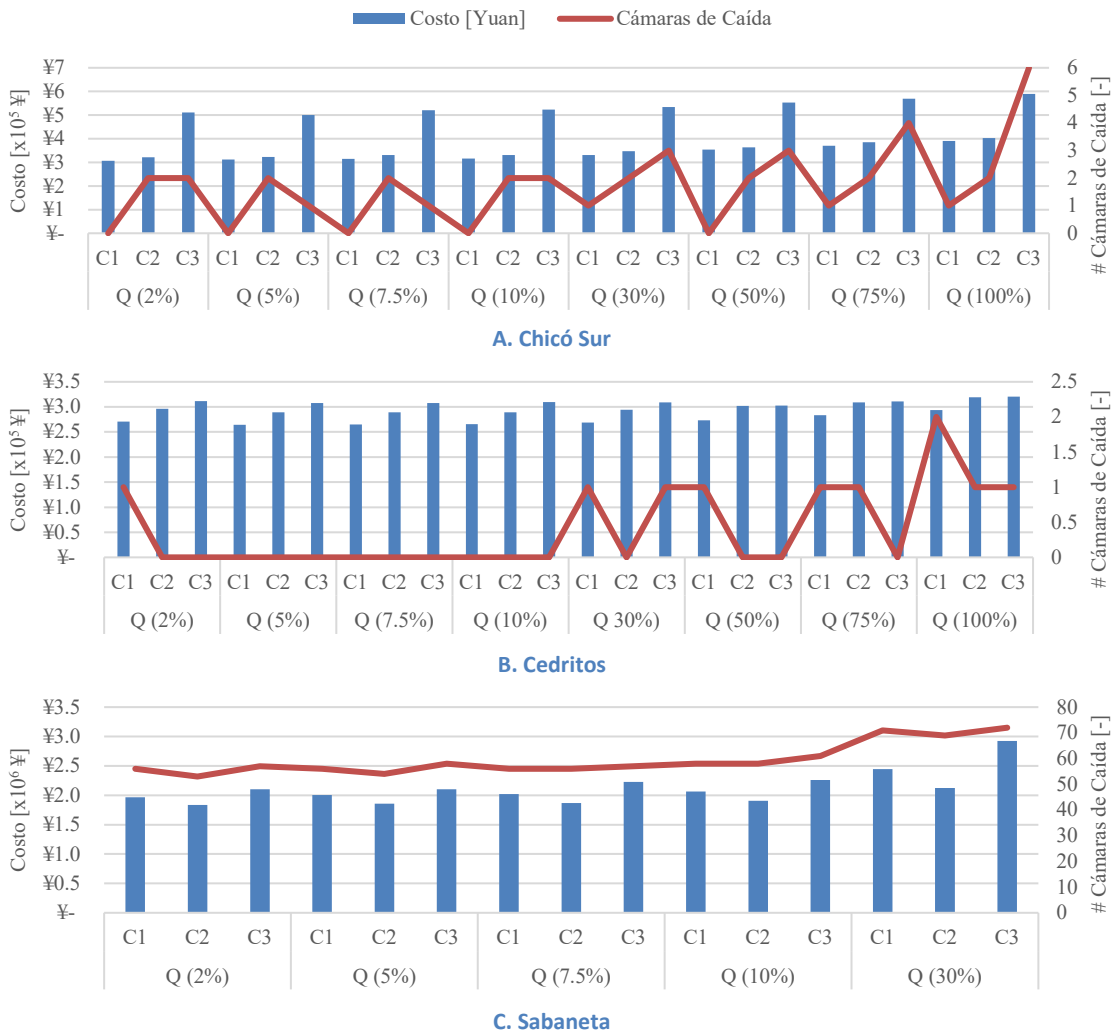 Costo [Yuan] Cámaras de Caída
Costo [x10⁵ ¥]
¥7
¥6
¥5
¥4
¥3
¥2
¥1
¥-
6
5
4
3
2
1
0
# Cámaras de Caída [-]
C1 C2 C3 C1 C2 C3 C1 C2 C3 C1 C2 C3 C1 C2 C3 C1 C2 C3 C1 C2 C3 C1 C2 C3
Q (2%) Q (5%) Q (7.5%) Q (10%) Q (30%) Q (50%) Q (75%) Q (100%)
A. Chicó Sur
Costo [x10⁵ ¥]
¥3.5
¥3.0
¥2.5
¥2.0
¥1.5
¥1.0
¥0.5
¥-
2.5
2
1.5
1
0.5
0
# Cámaras de Caída [-]
C1 C2 C3 C1 C2 C3 C1 C2 C3 C1 C2 C3 C1 C2 C3 C1 C2 C3 C1 C2 C3 C1 C2 C3
Q (2%) Q (5%) Q (7.5%) Q (10%) Q 30%) Q (50%) Q (75%) Q (100%)
B. Cedritos
Costo [x10⁶ ¥]
¥3.5
¥3.0
¥2.5
¥2.0
¥1.5
¥1.0
¥0.5
¥-
80
70
60
50
40
30
20
10
0
# Cámaras de Caída [-]
C1 C2 C3 C1 C2 C3 C1 C2 C3 C1 C2 C3 C1 C2 C3
Q (2%) Q (5%) Q (7.5%) Q (10%) Q (30%)
C. Sabaneta